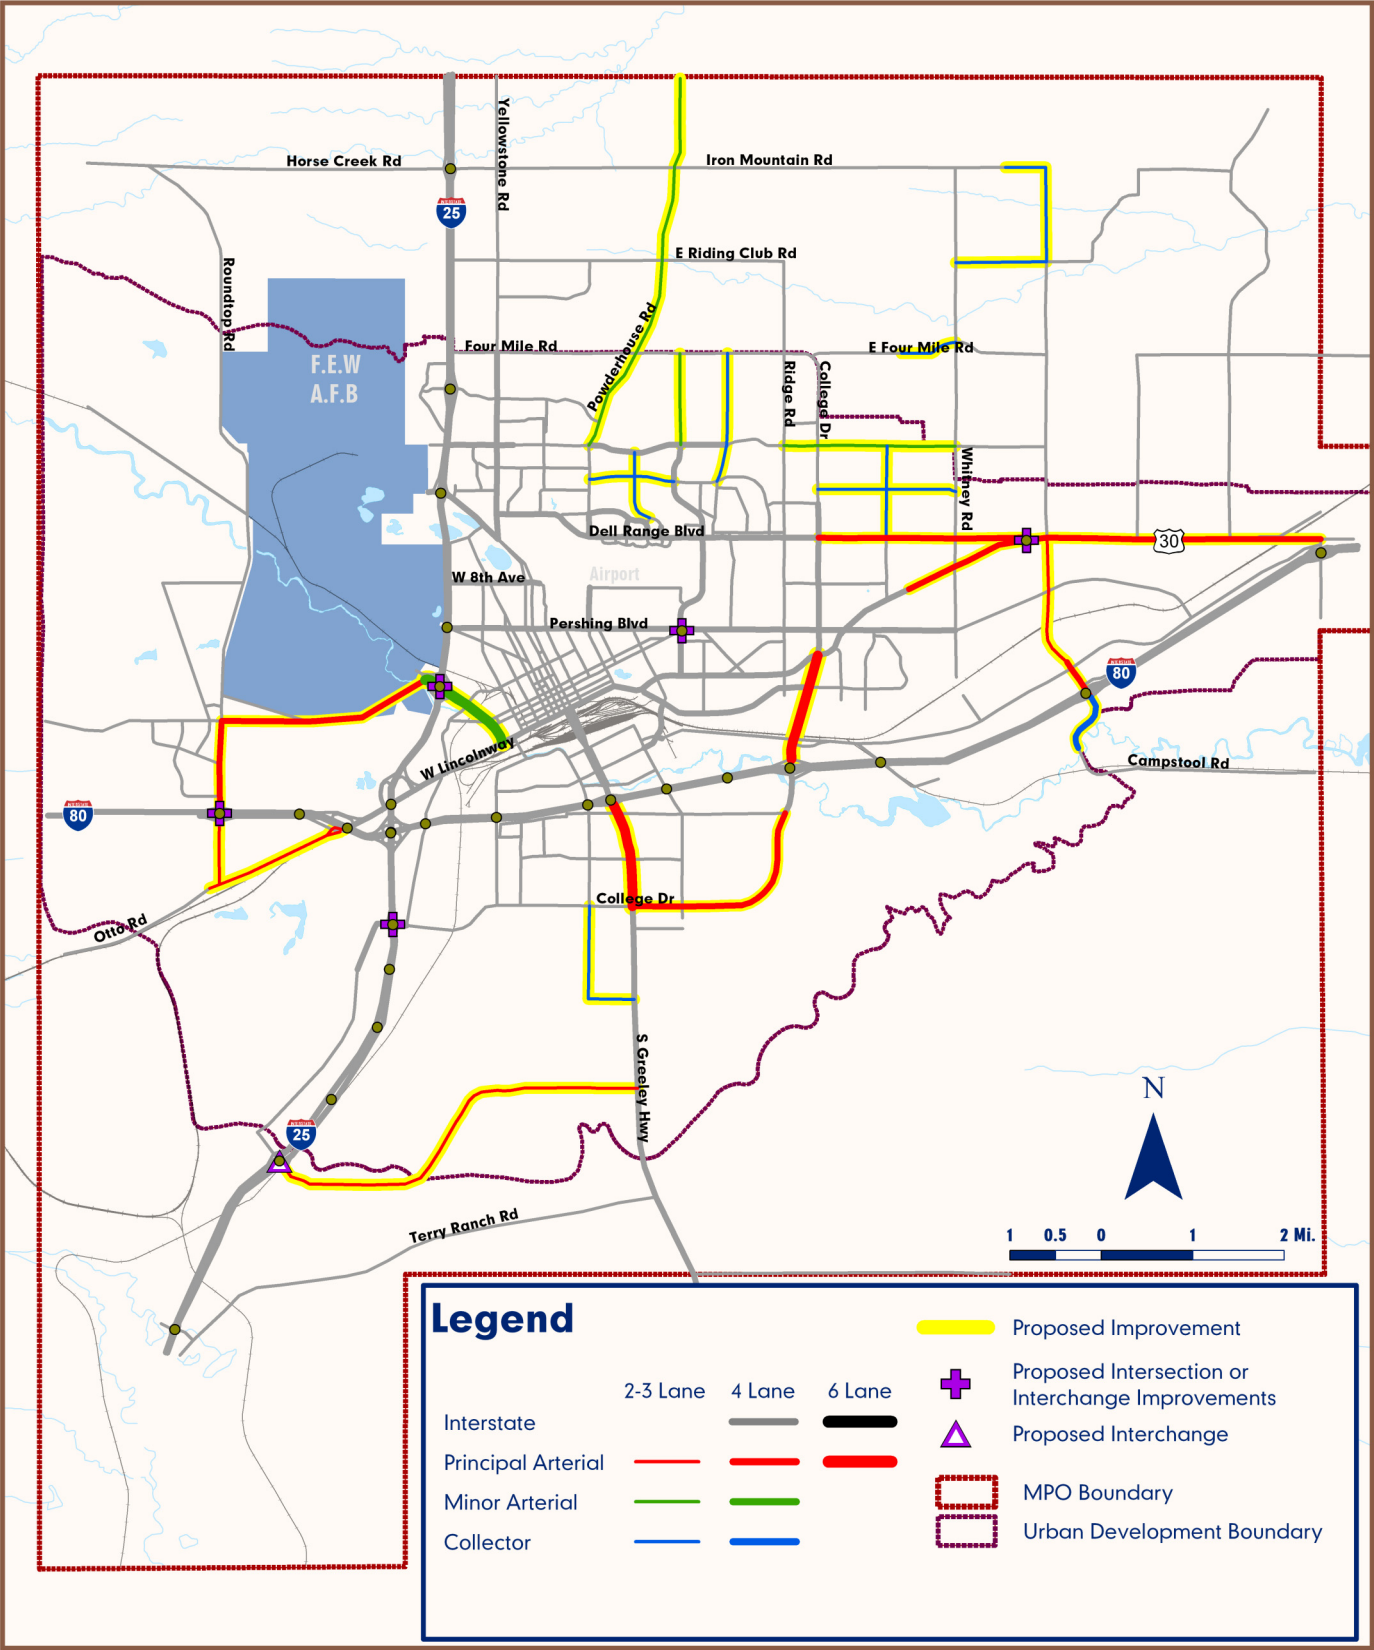 Horse Creek Rd
Yellowstone Rd
Iron Mountain Rd
25
E Riding Club Rd
Roundtop Rd
F.E.W
A.F.B
Four Mile Rd
Powderhouse Rd
E Four Mile Rd
Ridge Rd
College Dr
Whitney Rd
Dell Range Blvd
30
W 8th Ave
Airport
Pershing Blvd
80
W Lincolnway
Campstool Rd
80
College Dr
Otto Rd
S Greeley Hwy
25
N
Terry Ranch Rd
1 0.5 0 1 2 Mi.
Legend
2-3 Lane 4 Lane 6 Lane
Interstate
Principal Arterial
Minor Arterial
Collector
Proposed Improvement
Proposed Intersection or
Interchange Improvements
Proposed Interchange
MPO Boundary
Urban Development Boundary